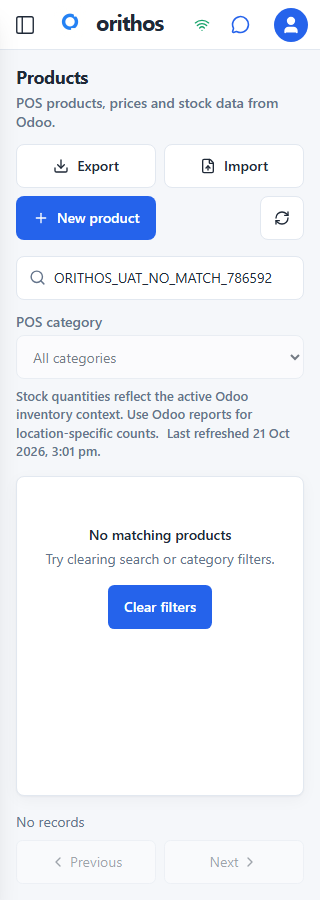 orithos
Products
POS products, prices and stock data from
Odoo.
Export
Import
New product
ORITHOS_UAT_NO_MATCH_786592
POS category
All categories
Stock quantities reflect the active Odoo
inventory context. Use Odoo reports for
location-specific counts. Last refreshed 21 Oct
2026, 3:01 pm.
No matching products
Try clearing search or category filters.
Clear filters
No records
Previous
Next